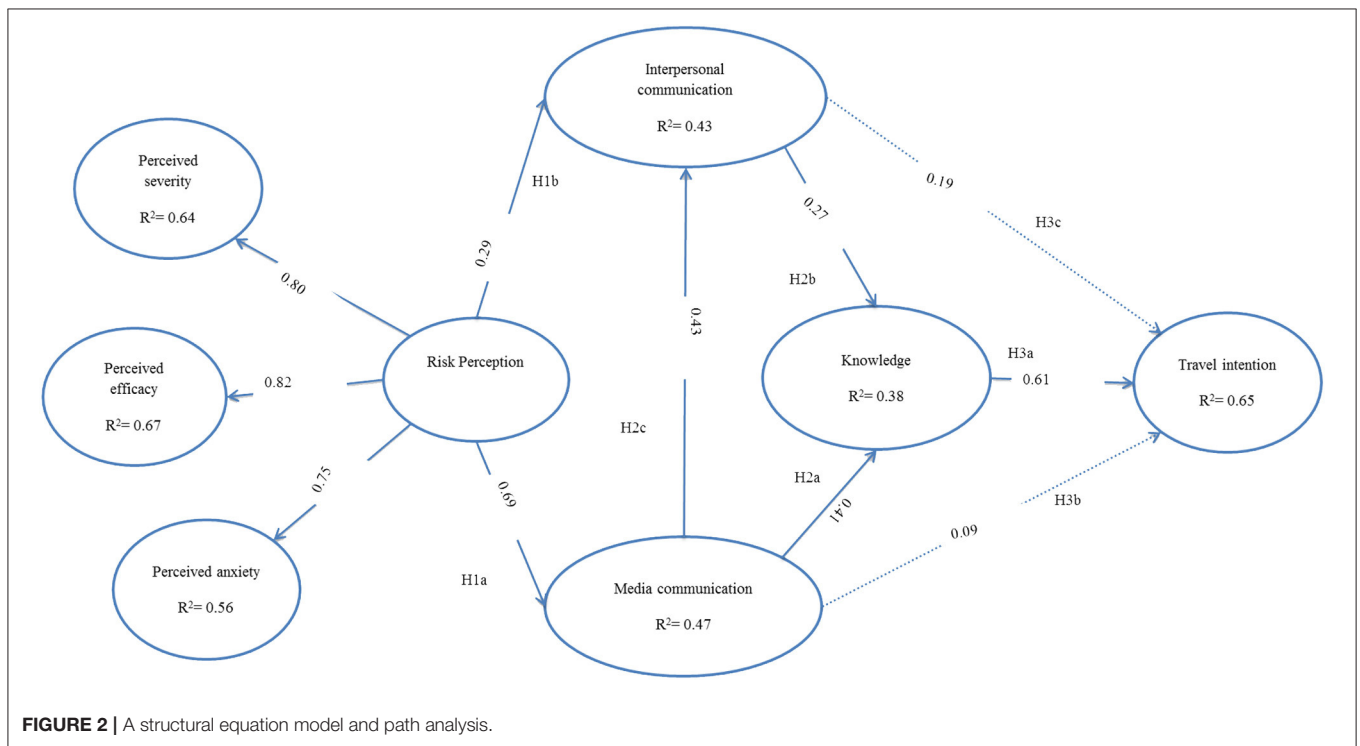 Interpersonal
communication
R²= 0.43
Perceived
severity
R²= 0.64
0.80
H1b
0.29
0.19
H3c
0.27
H2b
0.43
Perceived
efficacy
R²= 0.67
0.82
Risk Perception
Knowledge
R²= 0.38
H3a
0.61
Travel intention
R²= 0.65
H2c
H2a
0.41
0.75
0.69
H3b
0.09
Perceived anxiety
R²= 0.56
H1a
Media communication
R²= 0.47
FIGURE 2 | A structural equation model and path analysis.